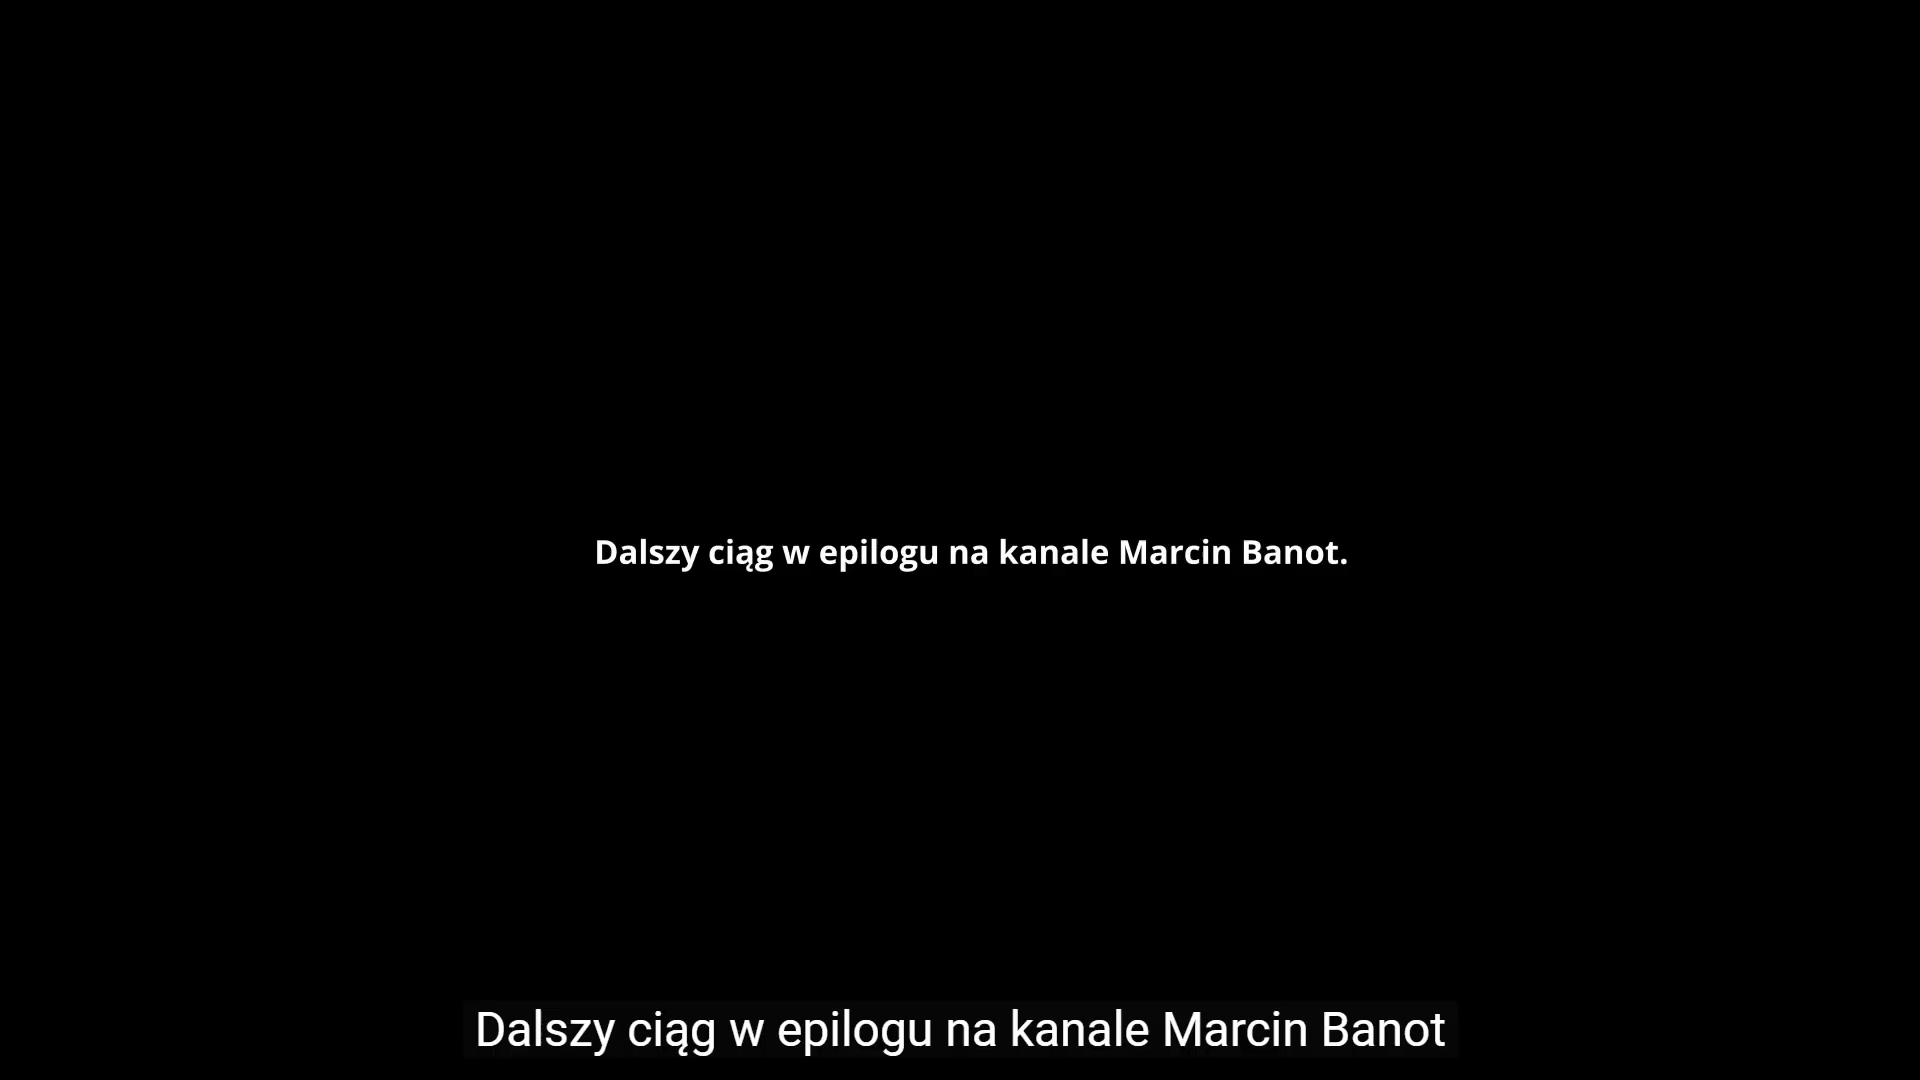 Dalszy ciąg w epilogu na kanale Marcin Banot.
Dalszy ciąg w epilogu na kanale Marcin Banot